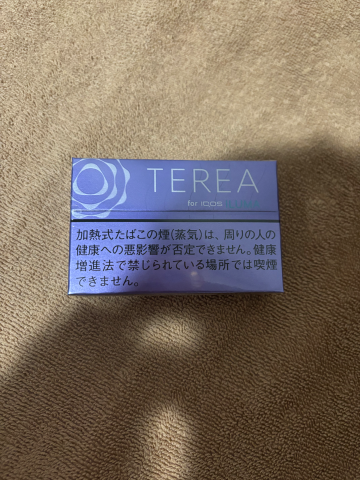 TEREA
for IQOS ILUMA
加熱式たばこの煙(蒸気)は、周りの人の
健康への悪影響が否定できません。健康
増進法で禁じられている場所では喫煙
できません。